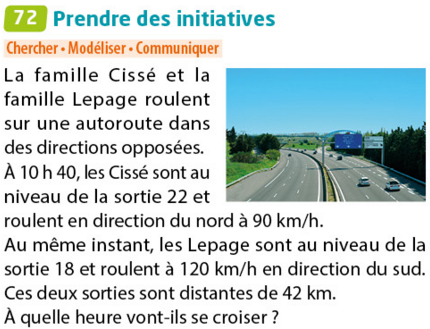 72 Prendre des initiatives
Chercher • Modéliser • Communiquer
La famille Cissé et la
famille Lepage roulent
sur une autoroute dans
des directions opposées.
À 10 h 40, les Cissé sont au
niveau de la sortie 22 et
roulent en direction du nord à 90 km/h.
Au même instant, les Lepage sont au niveau de la
sortie 18 et roulent à 120 km/h en direction du sud.
Ces deux sorties sont distantes de 42 km.
À quelle heure vont-ils se croiser ?